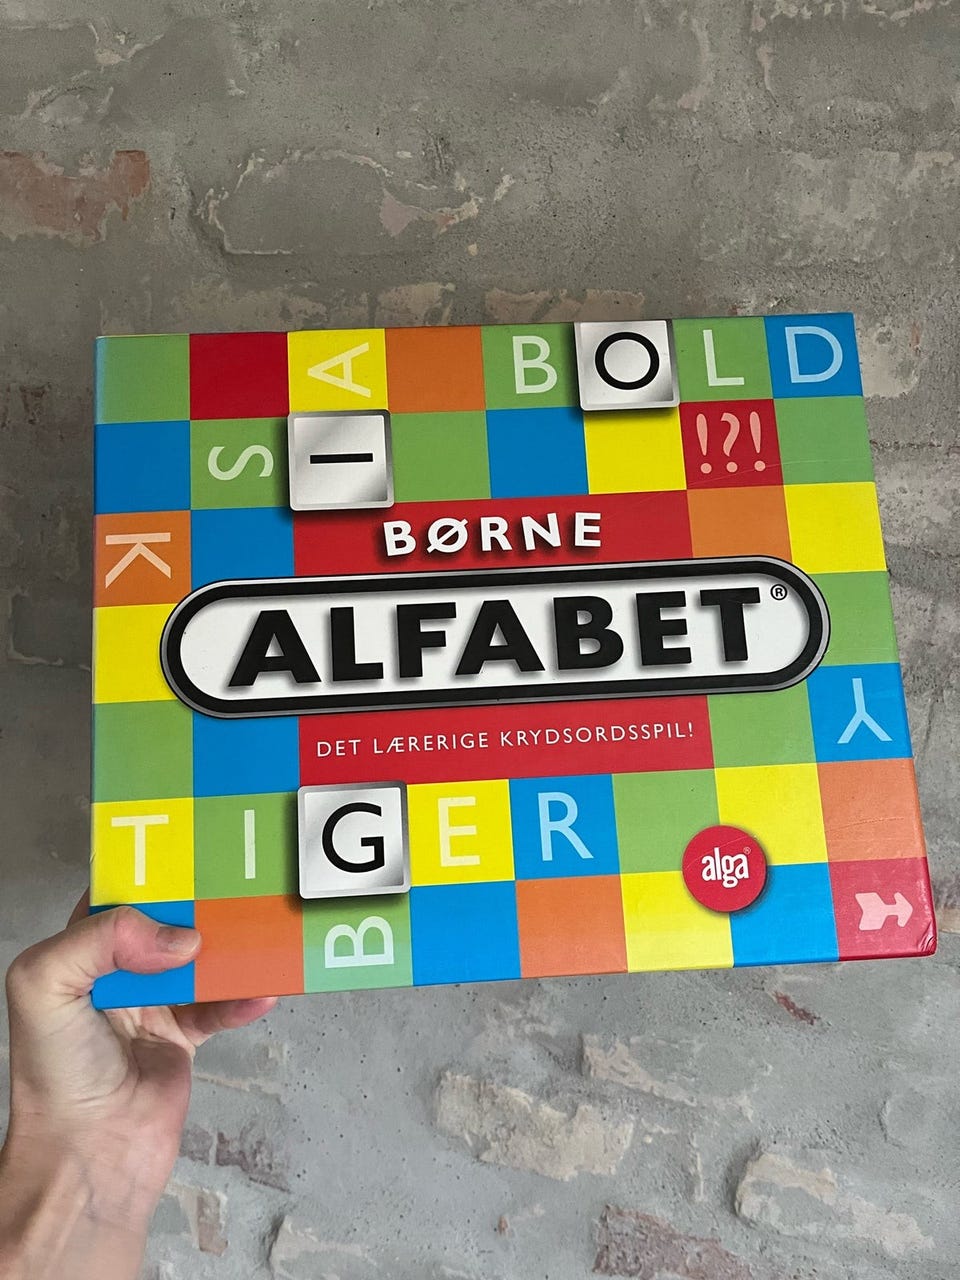 A
BOLD
S
I
!?!
K
BØRNE
ALFABET®
DET LÆRERIGE KRYDSORDSSPIL!
Y
TIGER
alga®
B